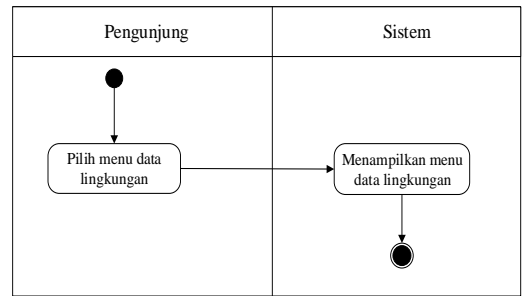 Pengunjung
Sistem
Pilih menu data
lingkungan
Menampilkan menu
data lingkungan